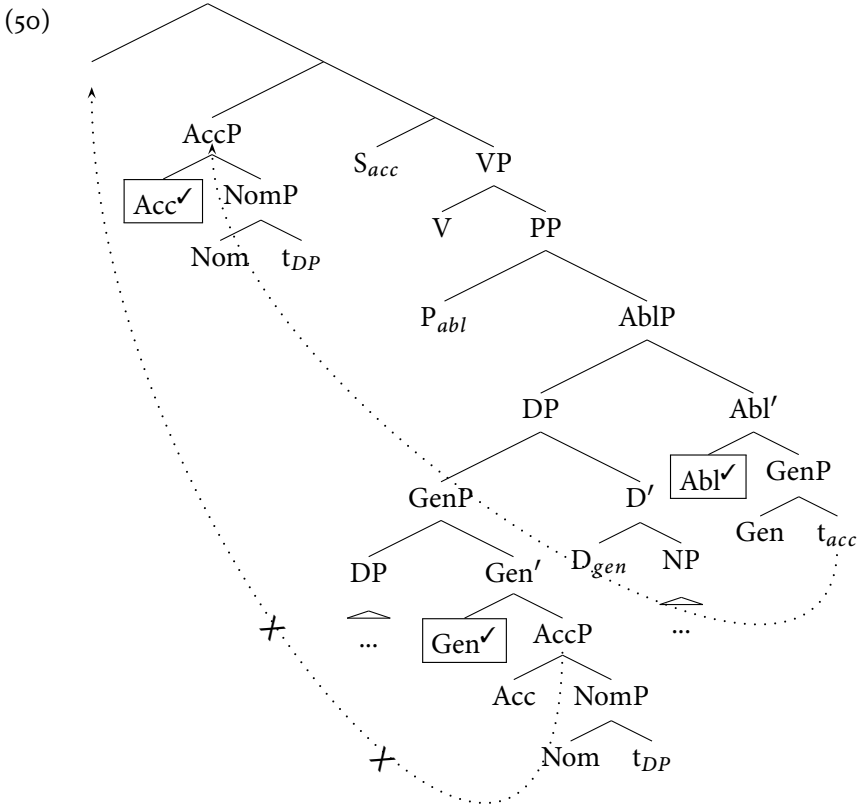 (50)
AccP S_acc VP
Acc✓ NomP
V PP
Nom t_DP
P_abl AblP
DP Abl′
Abl✓ GenP
GenP D′
Gen t_acc
DP Gen′ D_gen NP
... Gen✓ AccP ...
Acc NomP
Nom t_DP